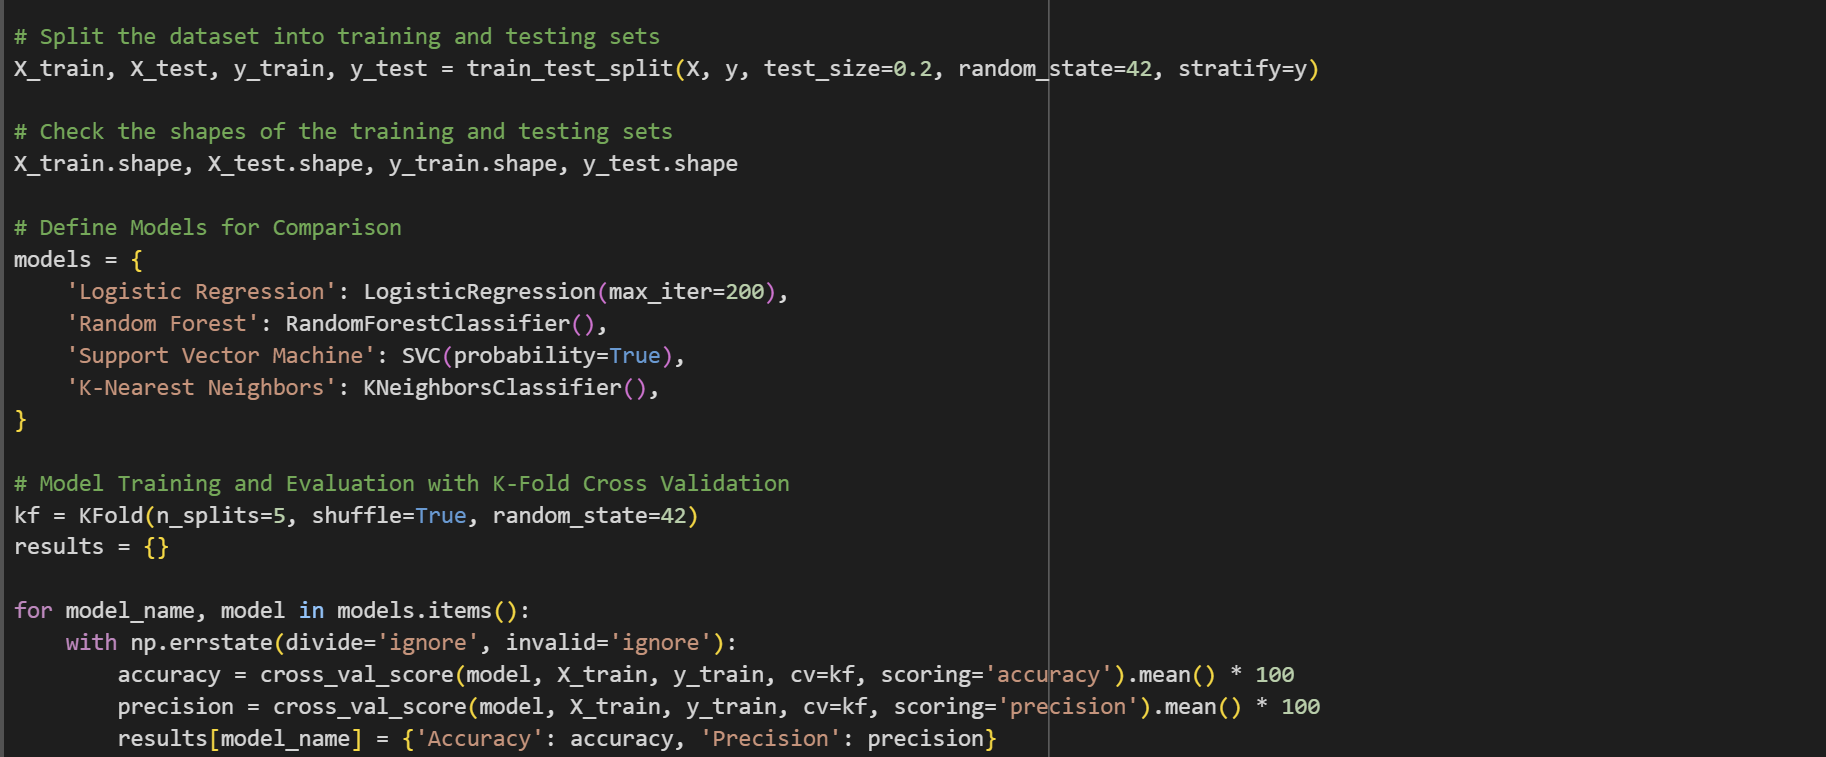 # Split the dataset into training and testing sets
X_train, X_test, y_train, y_test = train_test_split(X, y, test_size=0.2, random_state=42, stratify=y)
# Check the shapes of the training and testing sets
X_train.shape, X_test.shape, y_train.shape, y_test.shape
# Define Models for Comparison
models = {
    'Logistic Regression': LogisticRegression(max_iter=200),
    'Random Forest': RandomForestClassifier(),
    'Support Vector Machine': SVC(probability=True),
    'K-Nearest Neighbors': KNeighborsClassifier(),
}
# Model Training and Evaluation with K-Fold Cross Validation
kf = KFold(n_splits=5, shuffle=True, random_state=42)
results = {}
for model_name, model in models.items():
    with np.errstate(divide='ignore', invalid='ignore'):
        accuracy = cross_val_score(model, X_train, y_train, cv=kf, scoring='accuracy').mean() * 100
        precision = cross_val_score(model, X_train, y_train, cv=kf, scoring='precision').mean() * 100
        results[model_name] = {'Accuracy': accuracy, 'Precision': precision}